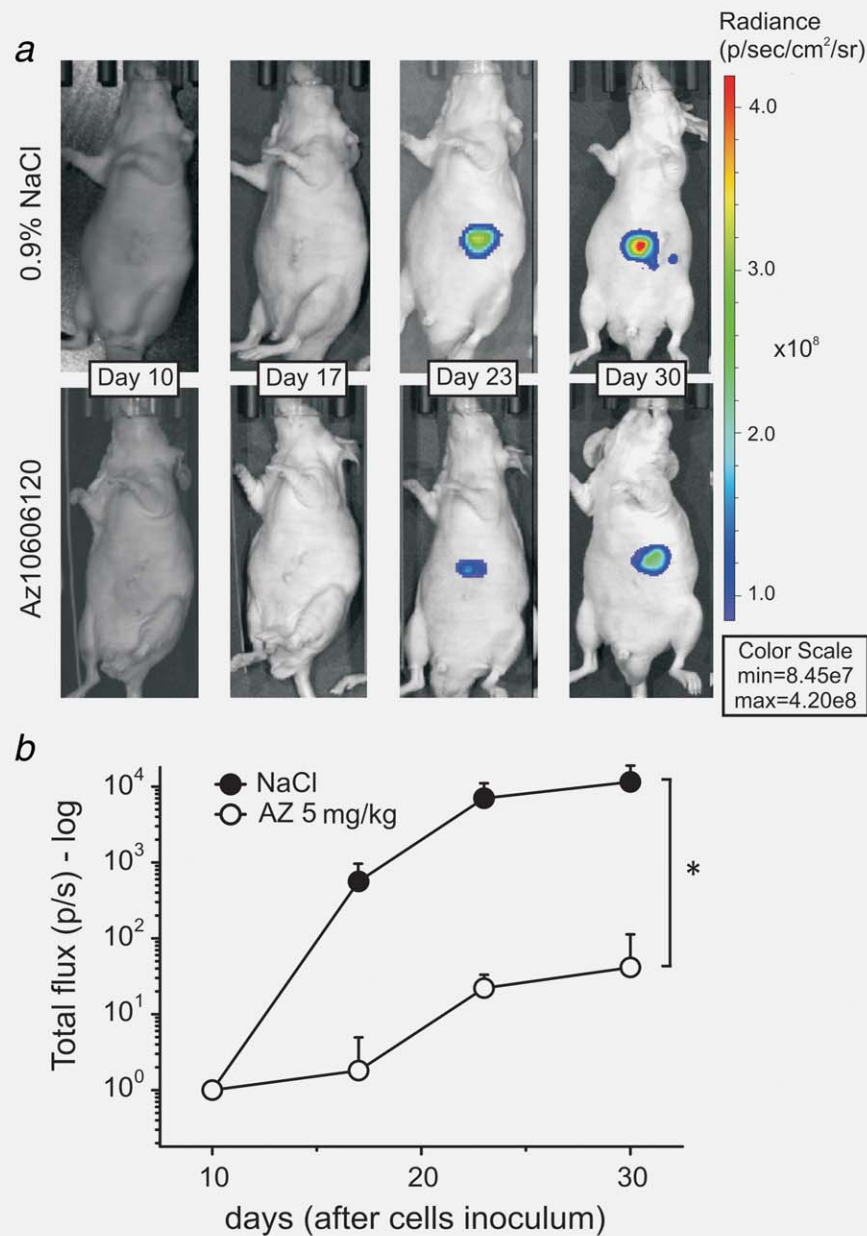 a
Radiance
(p/sec/cm²/sr)
0.9% NaCl
4.0
3.0
x10⁸
2.0
1.0
Day 10
Day 17
Day 23
Day 30
Az10606120
Color Scale
min=8.45e7
max=4.20e8
b
NaCl
AZ 5 mg/kg
Total flux (p/s) - log
10⁴
10³
10²
10¹
10⁰
*
10
20
30
days (after cells inoculum)